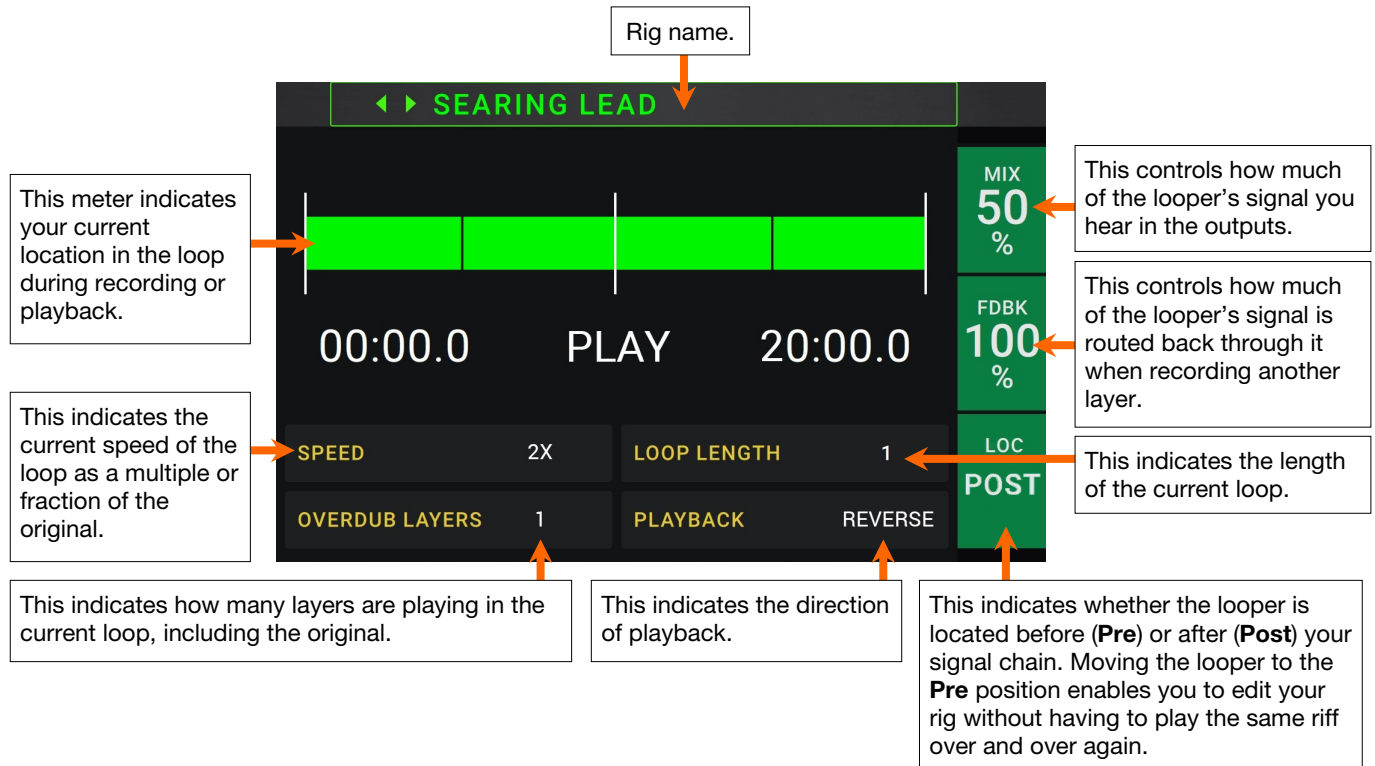 Rig name.
SEARING LEAD
This meter indicates
your current
location in the loop
during recording or
playback.
MIX
50
%
This controls how much
of the looper’s signal you
hear in the outputs.
00:00.0 PLAY 20:00.0
FDBK
100
%
This controls how much
of the looper’s signal is
routed back through it
when recording another
layer.
This indicates the
current speed of the
loop as a multiple or
fraction of the
original.
SPEED 2X LOOP LENGTH 1
OVERDUB LAYERS 1 PLAYBACK REVERSE
LOC
POST
This indicates the length
of the current loop.
This indicates how many layers are playing in the
current loop, including the original.
This indicates the direction
of playback.
This indicates whether the looper is
located before (Pre) or after (Post) your
signal chain. Moving the looper to the
Pre position enables you to edit your
rig without having to play the same riff
over and over again.